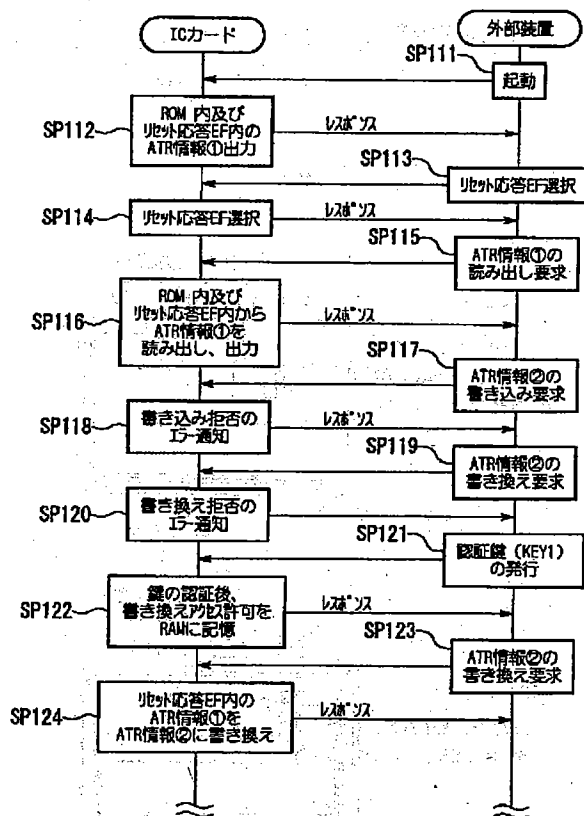 ICカード
外部装置
SP111
起動
SP112
ROM 内及び
リセット応答EF内の
ATR情報①出力
レスポンス
SP113
リセット応答EF選択
SP114
リセット応答EF選択
レスポンス
SP115
ATR情報①の
読み出し要求
SP116
ROM 内及び
リセット応答EF内から
ATR情報①を
読み出し、出力
レスポンス
SP117
ATR情報②の
書き込み要求
SP118
書き込み拒否の
エラー通知
レスポンス
SP119
ATR情報②の
書き換え要求
SP120
書き換え拒否の
エラー通知
SP121
認証鍵(KEY1)
の発行
SP122
鍵の認証後、
書き換えアクセス許可を
RAMに記憶
レスポンス
SP123
ATR情報②の
書き換え要求
SP124
リセット応答EF内の
ATR情報①を
ATR情報②に書き換え
レスポンス